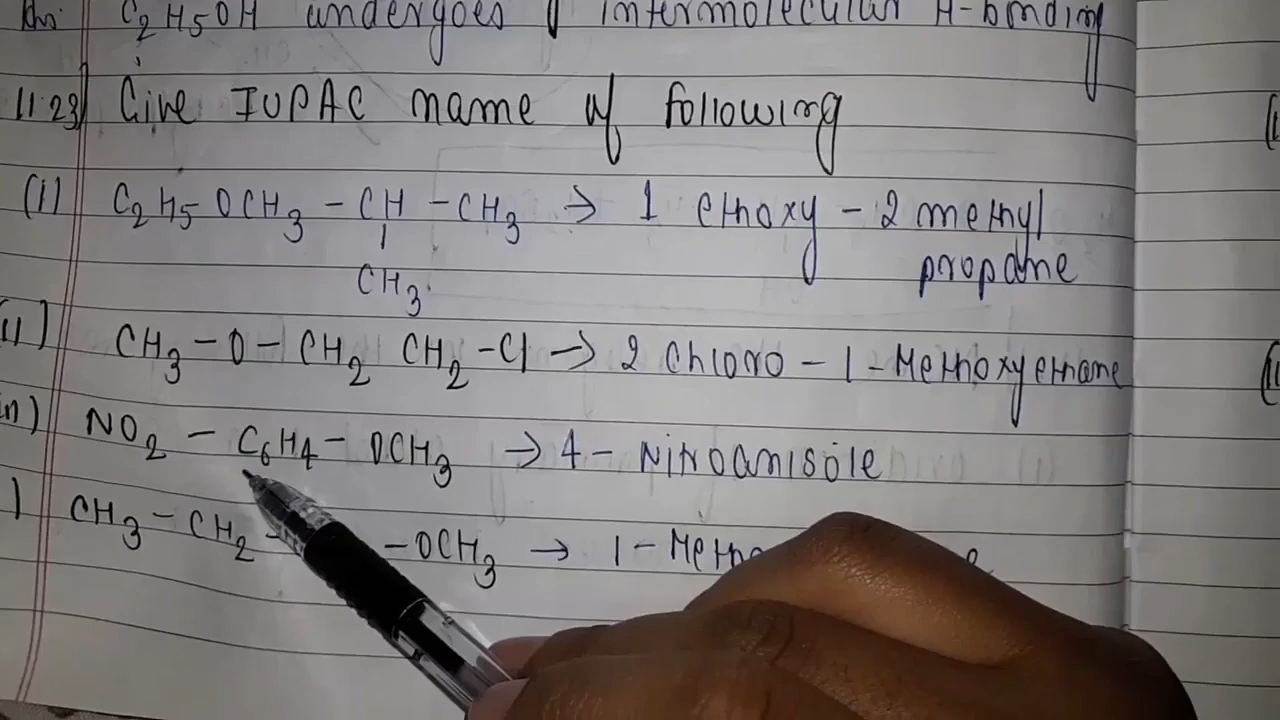 C2H5OH undergoes intermolecular H-bonding
11.23) Give IUPAC name of following
(i) C2H5OCH3 - CH - CH3 → 1 ethoxy - 2 methyl
CH3
propane
ii) CH3 - O - CH2 CH2 - Cl → 2 Chloro - 1 - Methoxyethane
NO2 - C6H4 - OCH3 → 4 - Nitroanisole
CH3 - CH2 - OCH3 → 1 -